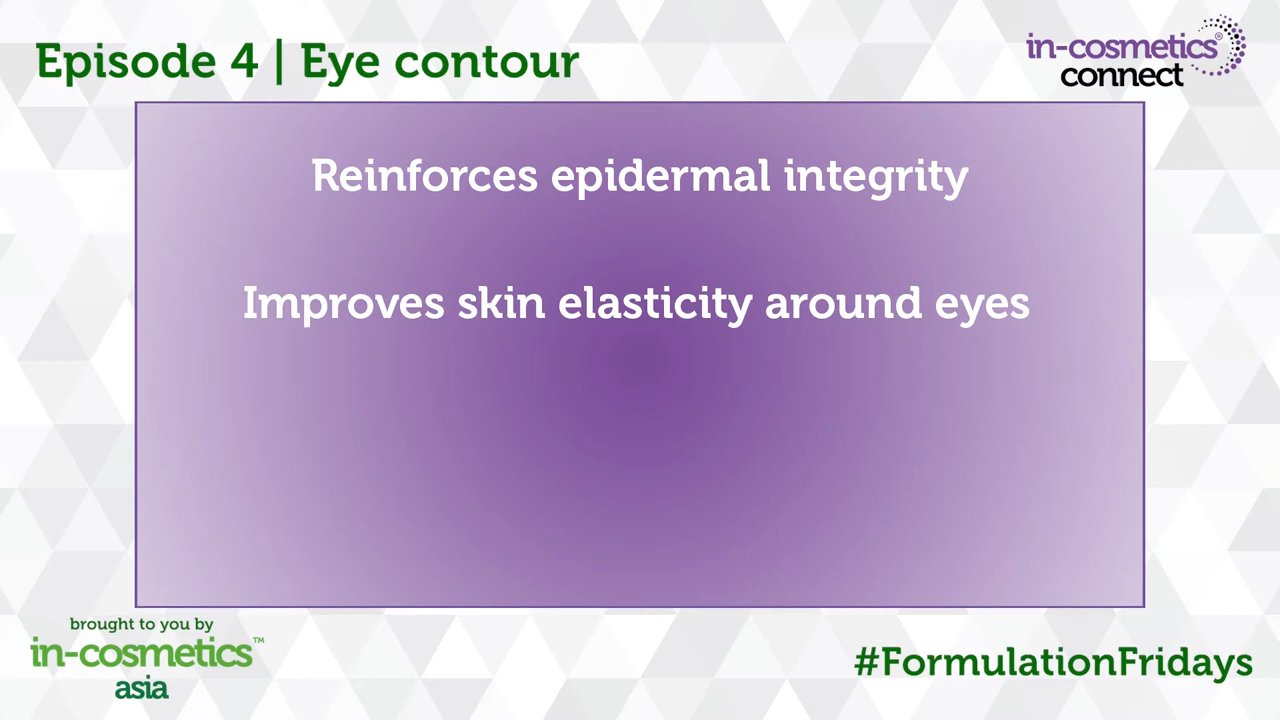 Episode 4 | Eye contour
in-cosmetics®
connect
Reinforces epidermal integrity
Improves skin elasticity around eyes
brought to you by
in-cosmetics™
asia
#FormulationFridays